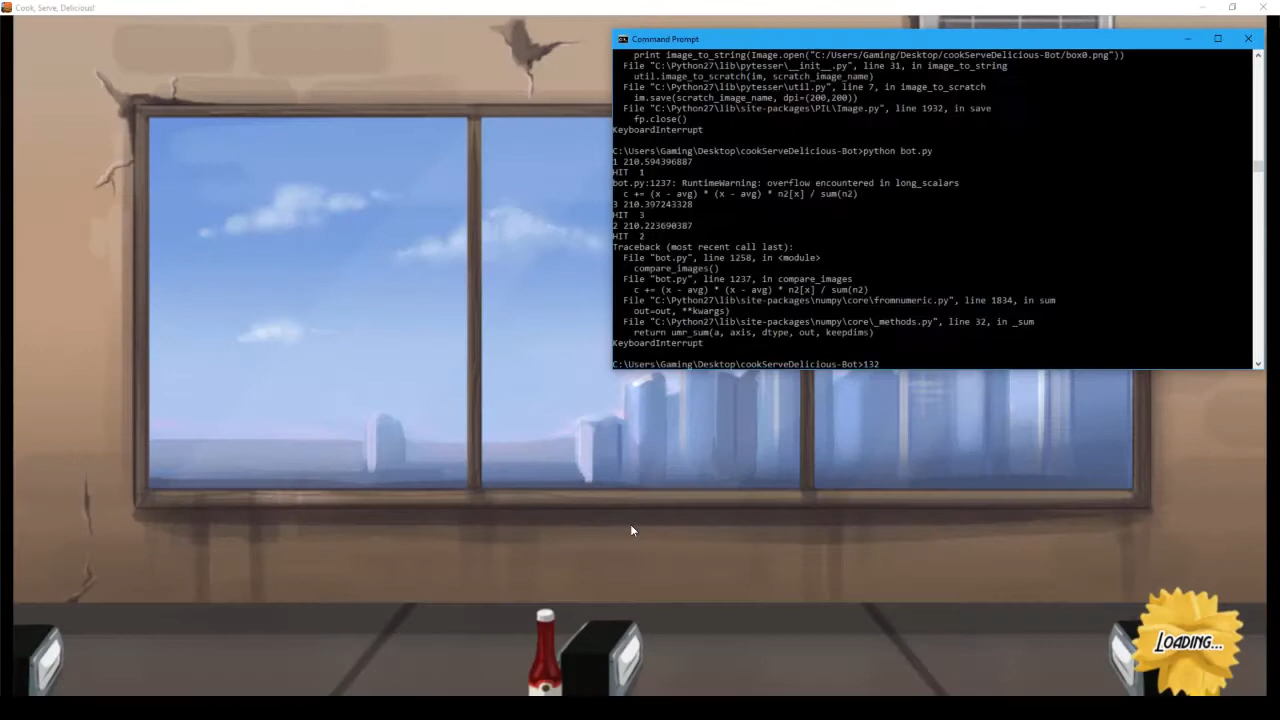 Cook, Serve, Delicious!
Command Prompt
print image_to_string(Image.open("C:/Users/Gaming/Desktop/cookServeDelicious-Bot/box0.png"))
File "C:\Python27\lib\pytesser\__init__.py", line 31, in image_to_string
util.image_to_scratch(im, scratch_image_name)
File "C:\Python27\lib\pytesser\util.py", line 7, in image_to_scratch
im.save(scratch_image_name, dpi=(200,200))
File "C:\Python27\lib\site-packages\PIL\Image.py", line 1932, in save
fp.close()
KeyboardInterrupt
C:\Users\Gaming\Desktop\cookServeDelicious-Bot>python bot.py
1 210.594396887
HIT  1
bot.py:1237: RuntimeWarning: overflow encountered in long_scalars
c += (x - avg) * (x - avg) * n2[x] / sum(n2)
3 210.397243328
HIT  3
2 210.223690387
HIT  2
Traceback (most recent call last):
File "bot.py", line 1258, in <module>
compare_images()
File "bot.py", line 1237, in compare_images
c += (x - avg) * (x - avg) * n2[x] / sum(n2)
File "C:\Python27\lib\site-packages\numpy\core\fromnumeric.py", line 1834, in sum
out=out, **kwargs)
File "C:\Python27\lib\site-packages\numpy\core\_methods.py", line 32, in _sum
return umr_sum(a, axis, dtype, out, keepdims)
KeyboardInterrupt
C:\Users\Gaming\Desktop\cookServeDelicious-Bot>132
LOADING...